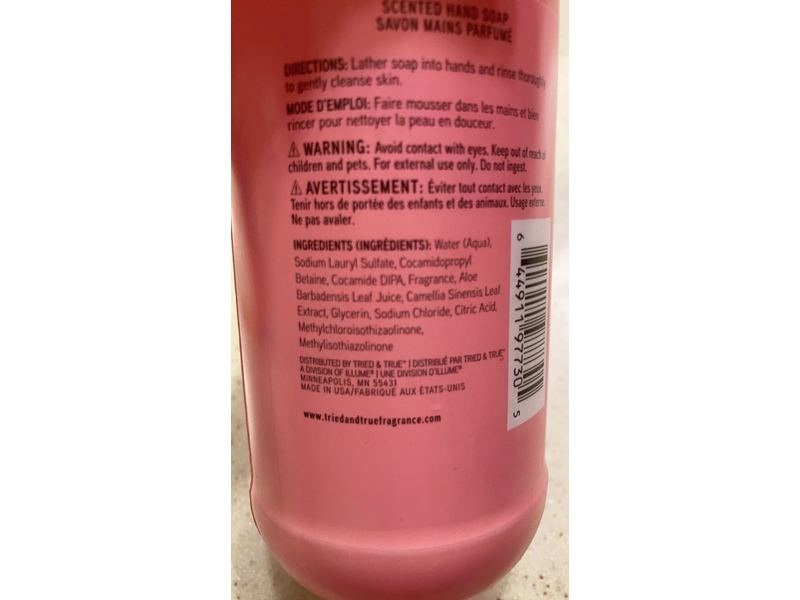 SCENTED HAND SOAP
SAVON MAINS PARFUMÉ
DIRECTIONS: Lather soap into hands and rinse thoroughly
to gently cleanse skin.
MODE D'EMPLOI: Faire mousser dans les mains et bien
rincer pour nettoyer la peau en douceur.
⚠ WARNING: Avoid contact with eyes. Keep out of reach of
children and pets. For external use only. Do not ingest.
⚠ AVERTISSEMENT: Éviter tout contact avec les yeux.
Tenir hors de portée des enfants et des animaux. Usage externe.
Ne pas avaler.
INGREDIENTS (INGRÉDIENTS): Water (Aqua),
Sodium Lauryl Sulfate, Cocamidopropyl
Betaine, Cocamide DIPA, Fragrance, Aloe
Barbadensis Leaf Juice, Camellia Sinensis Leaf
Extract, Glycerin, Sodium Chloride, Citric Acid,
Methylchloroisothizaolinone,
Methylisothiazolinone
DISTRIBUTED BY TRIED & TRUE™ | DISTRIBUÉ PAR TRIED & TRUE™
A DIVISION OF ILLUME® | UNE DIVISION D'ILLUME®
MINNEAPOLIS, MN 55431
MADE IN USA/FABRIQUÉ AUX ÉTATS-UNIS
www.triedandtruefragrance.com
6 44911 97730 5